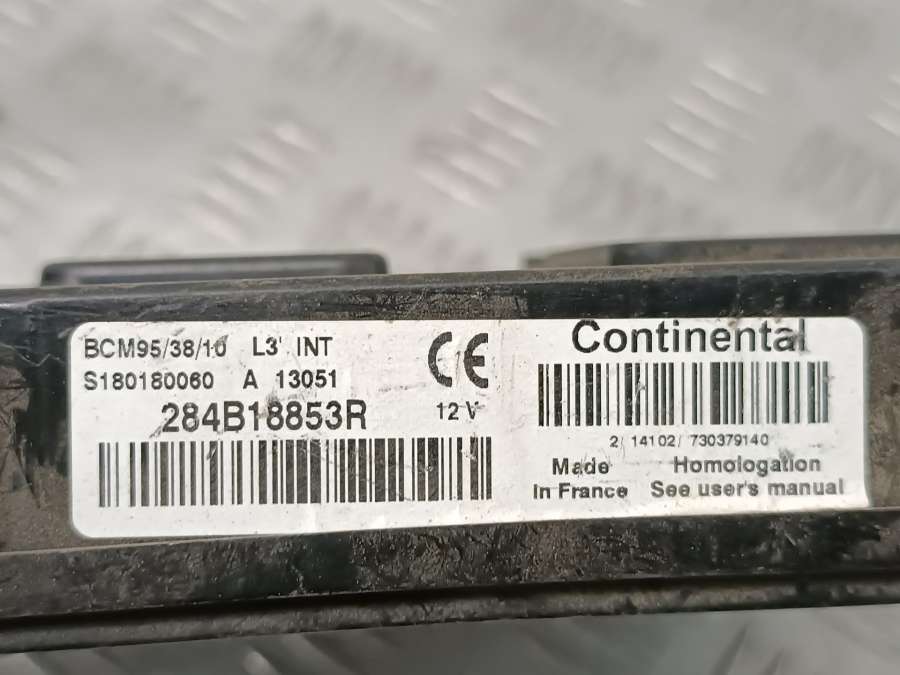 BCM95/38/10 L3' INT
S180180060 A 13051
284B18853R
CE
12 V
Continental
2/ 14102/ 730379140
Made
In France
Homologation
See user's manual